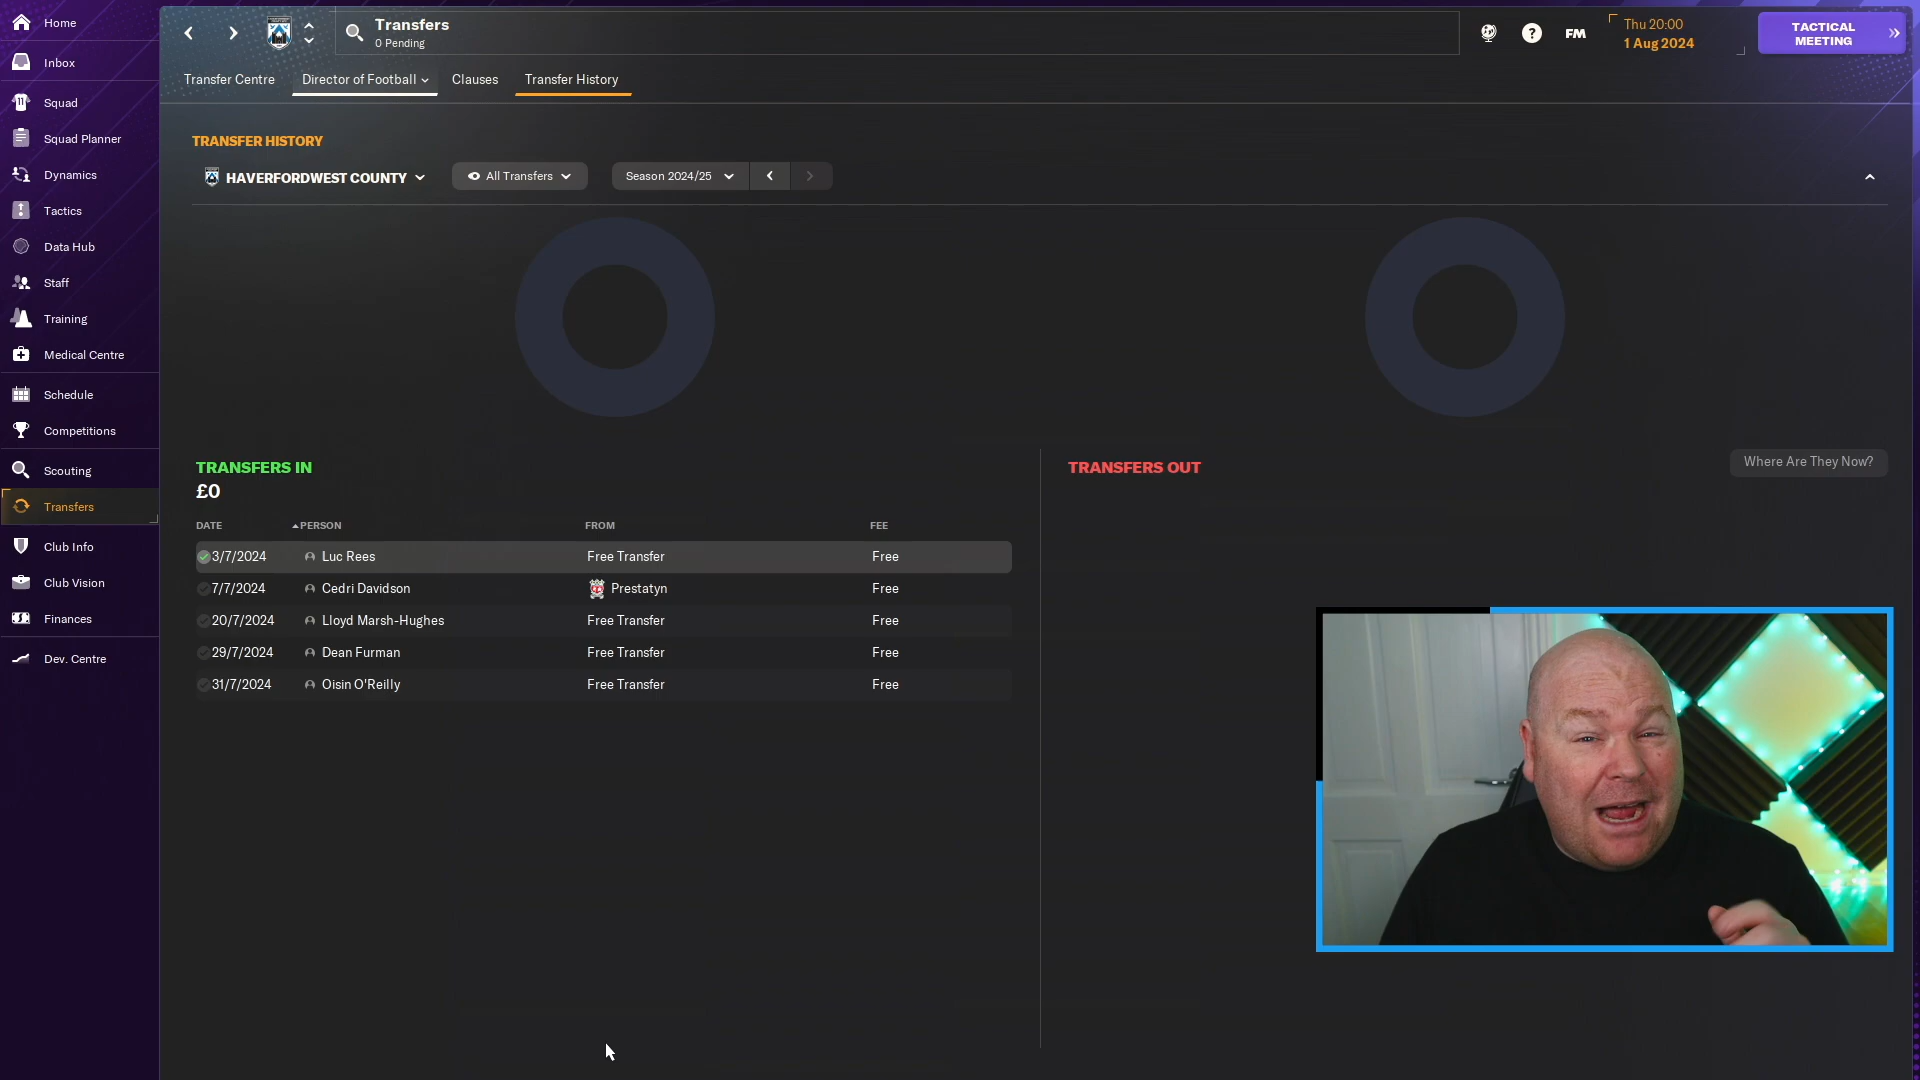 Home
Inbox
Squad
Squad Planner
Dynamics
Tactics
Data Hub
Staff
Training
Medical Centre
Schedule
Competitions
Scouting
Transfers
Club Info
Club Vision
Finances
Dev. Centre
Transfers
0 Pending
?
FM
Thu 20:00
1 Aug 2024
TACTICAL
MEETING
Transfer Centre
Director of Football
Clauses
Transfer History
TRANSFER HISTORY
HAVERFORDWEST COUNTY
All Transfers
Season 2024/25
TRANSFERS IN
£0
DATE PERSON FROM FEE
3/7/2024 Luc Rees Free Transfer Free
7/7/2024 Cedri Davidson Prestatyn Free
20/7/2024 Lloyd Marsh-Hughes Free Transfer Free
29/7/2024 Dean Furman Free Transfer Free
31/7/2024 Oisin O'Reilly Free Transfer Free
TRANSFERS OUT
Where Are They Now?